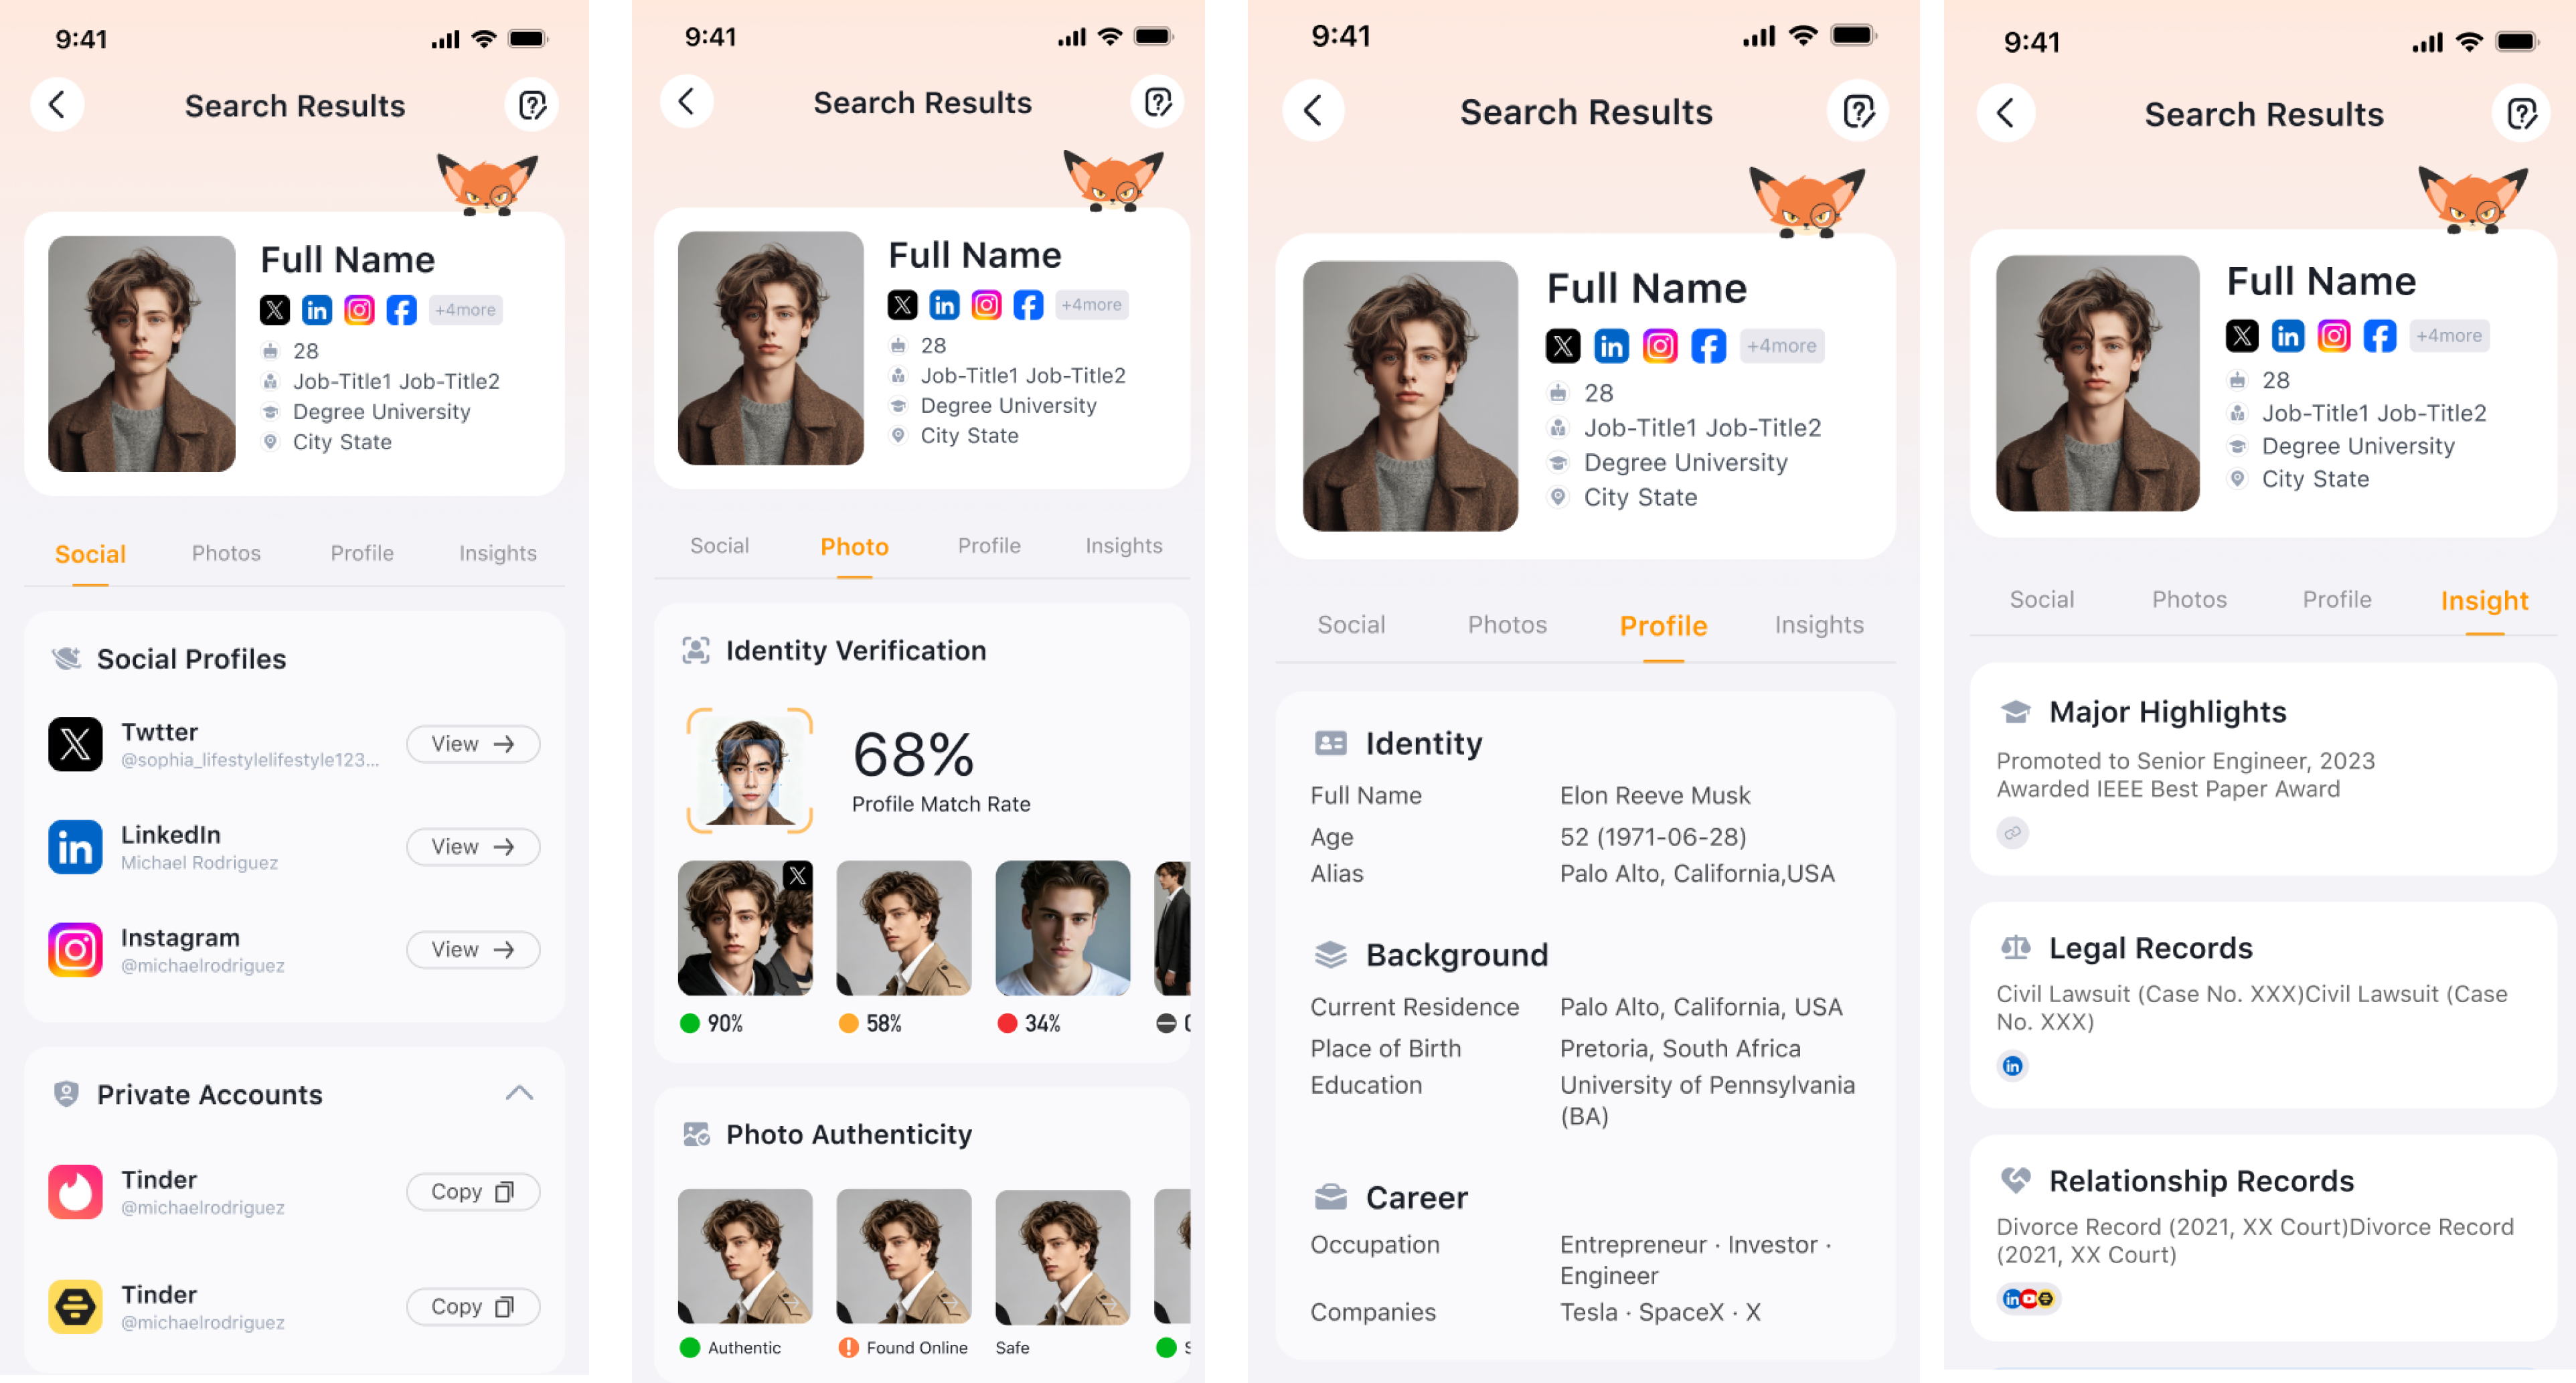 9:41
Search Results
Full Name
+4more
28
Job-Title1 Job-Title2
Degree University
City State
Social Photos Profile Insights
Social Profiles
Twtter
@sophia_lifestylelifestyle123...
View
LinkedIn
Michael Rodriguez
View
Instagram
@michaelrodriguez
View
Private Accounts
Tinder
@michaelrodriguez
Copy
Tinder
@michaelrodriguez
Copy
9:41
Search Results
Full Name
+4more
28
Job-Title1 Job-Title2
Degree University
City State
Social Photo Profile Insights
Identity Verification
68%
Profile Match Rate
90% 58% 34%
Photo Authenticity
Authentic Found Online Safe
9:41
Search Results
Full Name
+4more
28
Job-Title1 Job-Title2
Degree University
City State
Social Photos Profile Insights
Identity
Full Name Elon Reeve Musk
Age 52 (1971-06-28)
Alias Palo Alto, California,USA
Background
Current Residence Palo Alto, California, USA
Place of Birth Pretoria, South Africa
Education University of Pennsylvania
(BA)
Career
Occupation Entrepreneur · Investor ·
Engineer
Companies Tesla · SpaceX · X
9:41
Search Results
Full Name
+4more
28
Job-Title1 Job-Title2
Degree University
City State
Social Photos Profile Insight
Major Highlights
Promoted to Senior Engineer, 2023
Awarded IEEE Best Paper Award
Legal Records
Civil Lawsuit (Case No. XXX)Civil Lawsuit (Case
No. XXX)
Relationship Records
Divorce Record (2021, XX Court)Divorce Record
(2021, XX Court)